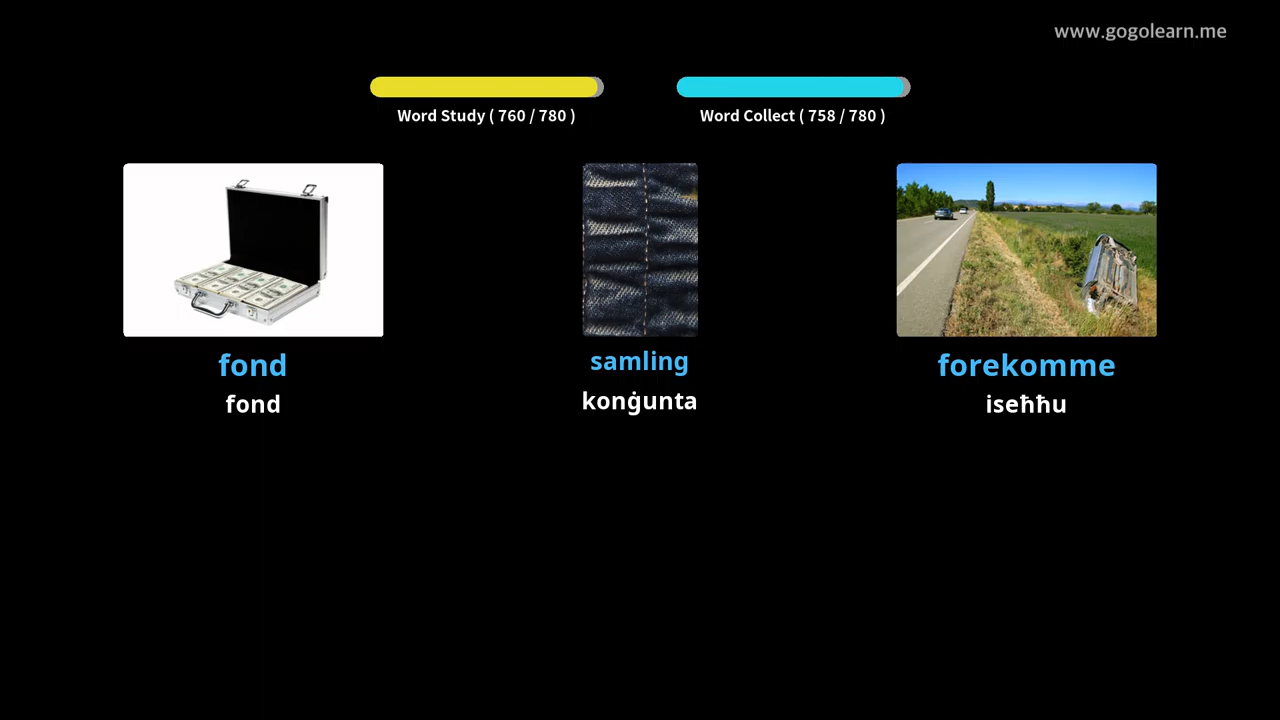 www.gogolearn.me
Word Study ( 760 / 780 )
Word Collect ( 758 / 780 )
fond
fond
samling
konġunta
forekomme
iseħħu